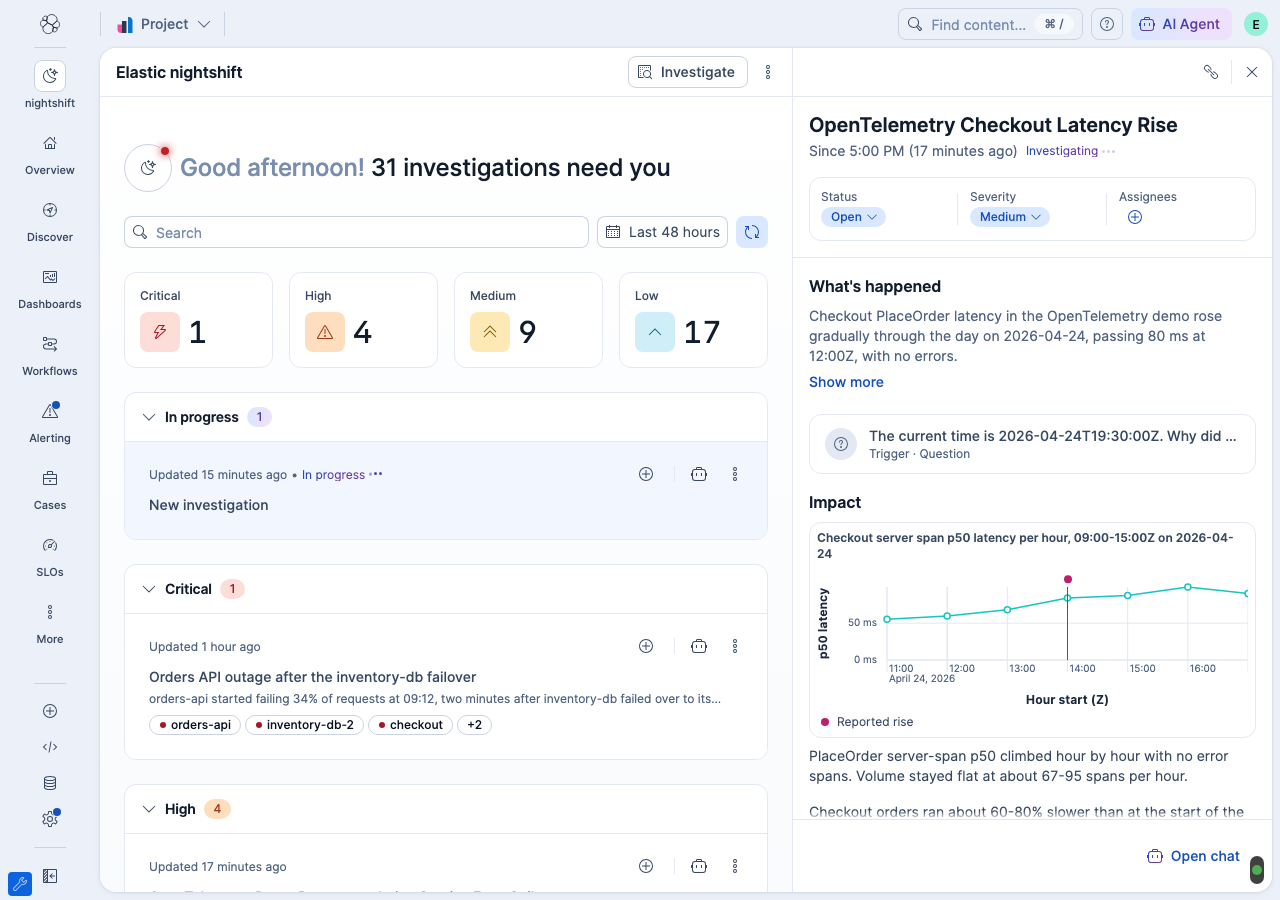 Project
Find content...
⌘ /
AI Agent
E
nightshift
Overview
Discover
Dashboards
Workflows
Alerting
Cases
SLOs
More
Elastic nightshift
Investigate
Good afternoon! 31 investigations need you
Search
Last 48 hours
Critical
1
High
4
Medium
9
Low
17
In progress 1
Updated 15 minutes ago • In progress
New investigation
Critical 1
Updated 1 hour ago
Orders API outage after the inventory-db failover
orders-api started failing 34% of requests at 09:12, two minutes after inventory-db failed over to its…
orders-api
inventory-db-2
checkout
+2
High 4
Updated 17 minutes ago
OpenTelemetry Checkout Latency Rise
Since 5:00 PM (17 minutes ago) Investigating
Status
Open
Severity
Medium
Assignees
What's happened
Checkout PlaceOrder latency in the OpenTelemetry demo rose
gradually through the day on 2026-04-24, passing 80 ms at
12:00Z, with no errors.
Show more
The current time is 2026-04-24T19:30:00Z. Why did ...
Trigger · Question
Impact
Checkout server span p50 latency per hour, 09:00-15:00Z on 2026-04-
24
p50 latency
50 ms
0 ms
11:00 12:00 13:00 14:00 15:00 16:00
April 24, 2026
Hour start (Z)
Reported rise
PlaceOrder server-span p50 climbed hour by hour with no error
spans. Volume stayed flat at about 67-95 spans per hour.
Checkout orders ran about 60-80% slower than at the start of the
Open chat